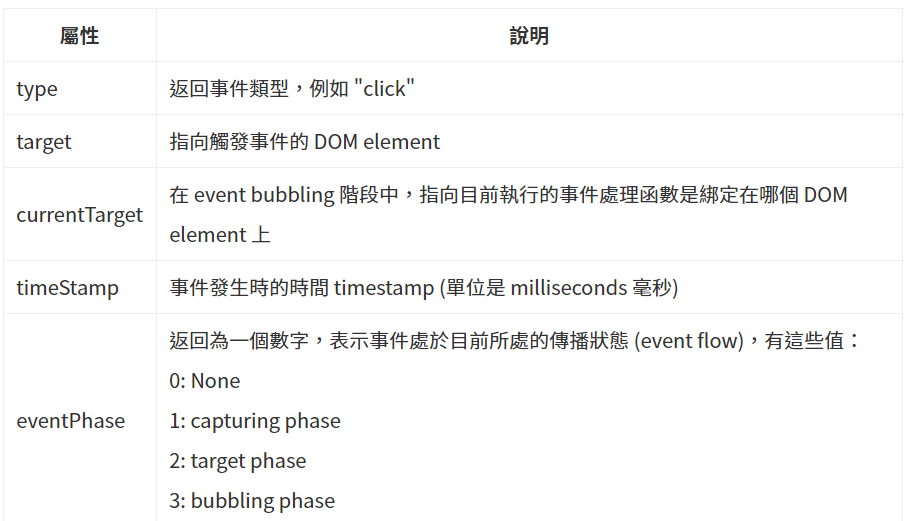 屬性 說明
type 返回事件類型，例如 "click"
target 指向觸發事件的 DOM element
currentTarget 在 event bubbling 階段中，指向目前執行的事件處理函數是綁定在哪個 DOM
element 上
timeStamp 事件發生時的時間 timestamp (單位是 milliseconds 毫秒)
eventPhase 返回為一個數字，表示事件處於目前所處的傳播狀態 (event flow)，有這些值：
0: None
1: capturing phase
2: target phase
3: bubbling phase